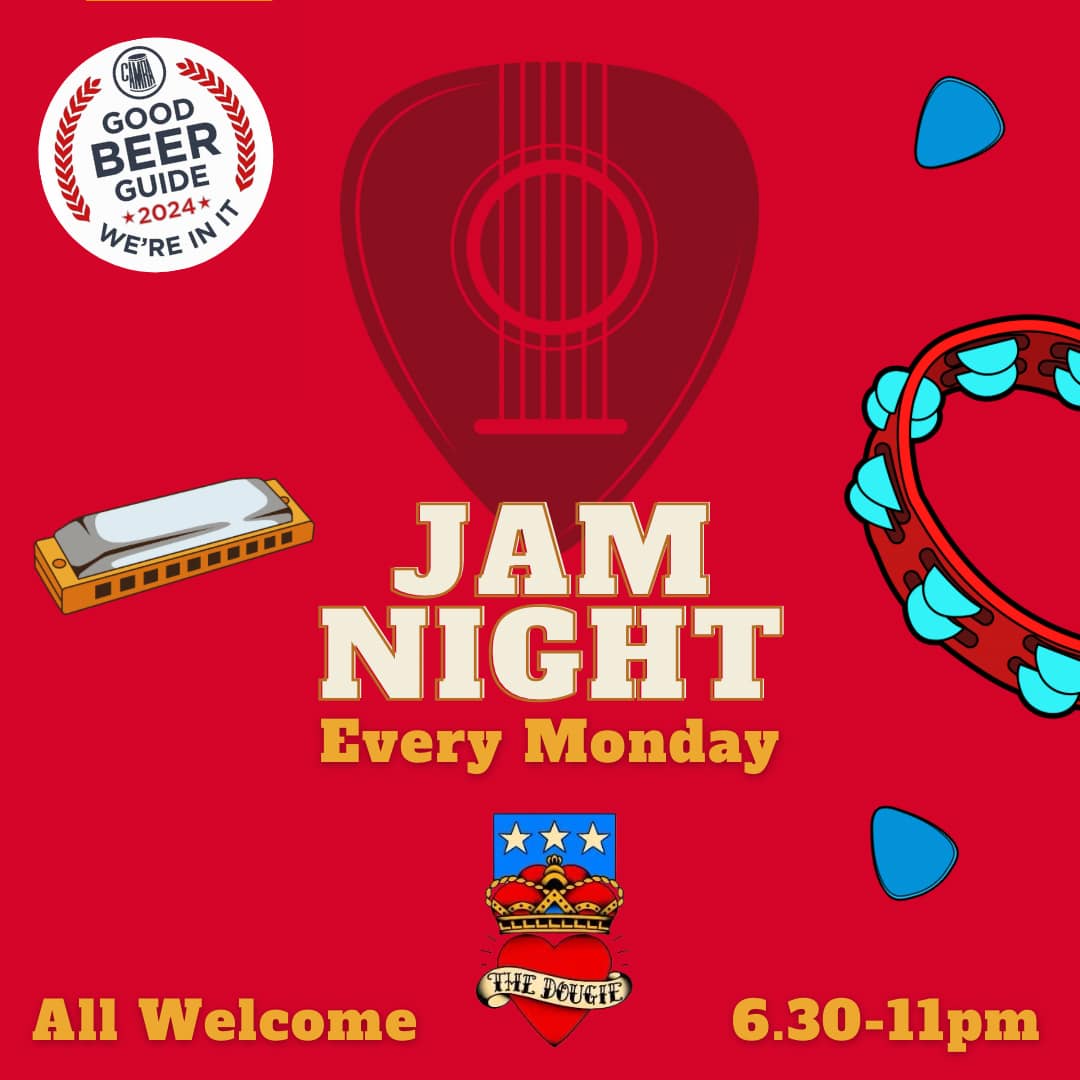 CAMRA
GOOD
BEER
GUIDE
★2024★
WE'RE IN IT
JAM
NIGHT
Every Monday
THE DOUGIE
All Welcome
6.30-11pm